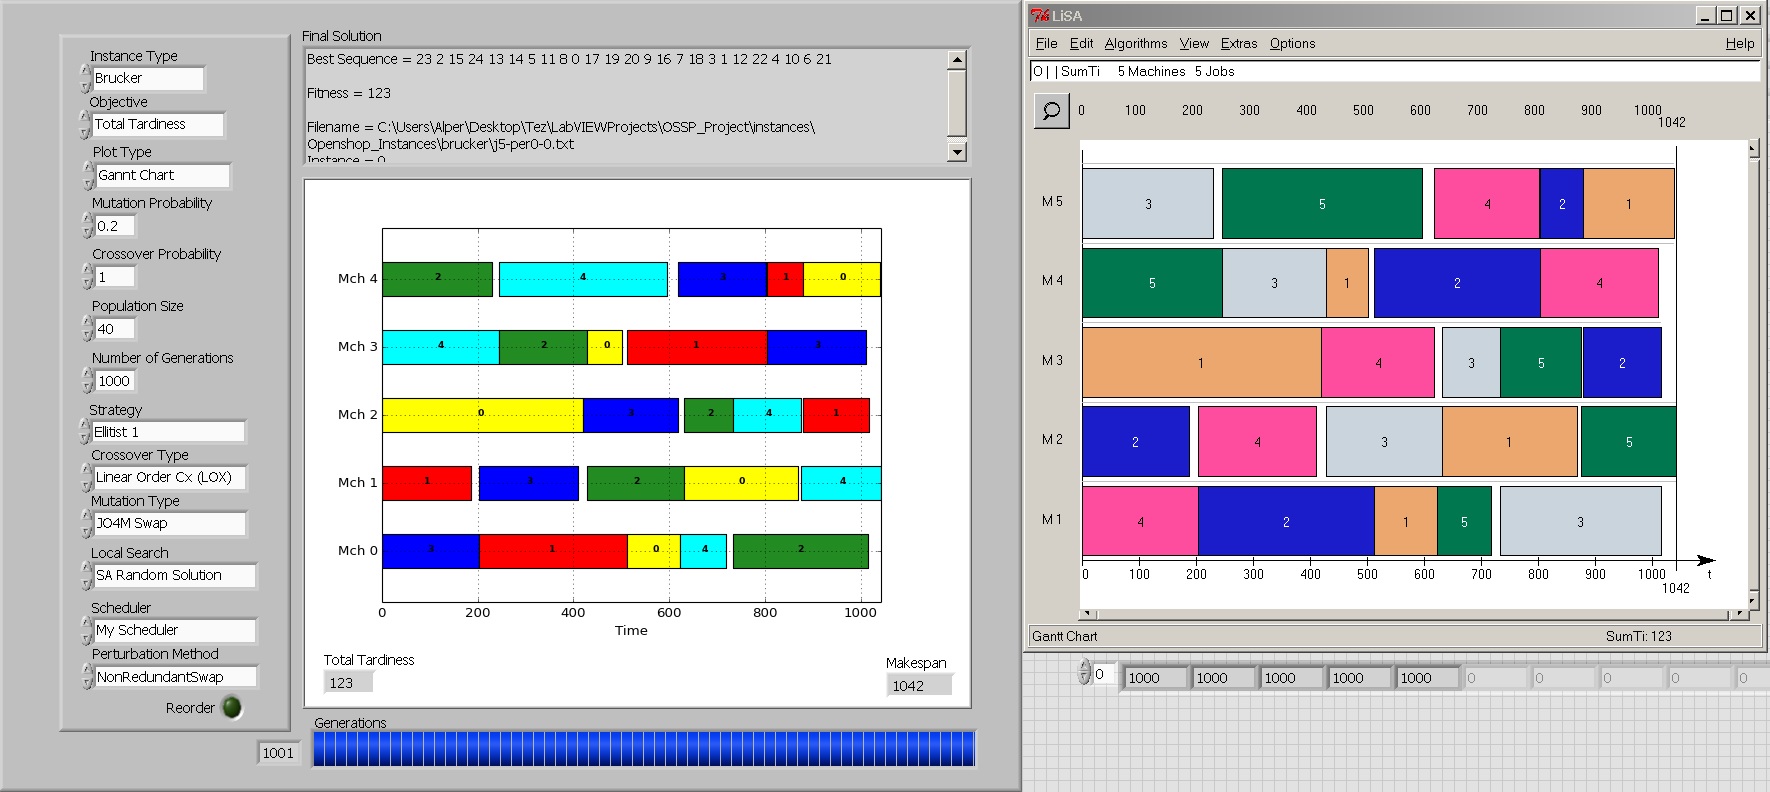 Instance Type
Brucker
Objective
Total Tardiness
Plot Type
Gannt Chart
Mutation Probability
0.2
Crossover Probability
1
Population Size
40
Number of Generations
1000
Strategy
Ellitist 1
Crossover Type
Linear Order Cx (LOX)
Mutation Type
JO4M Swap
Local Search
SA Random Solution
Scheduler
My Scheduler
Perturbation Method
NonRedundantSwap
Reorder
1001
Final Solution
Best Sequence = 23 2 15 24 13 14 5 11 8 0 17 19 20 9 16 7 18 3 1 12 22 4 10 6 21
Fitness = 123
Filename = C:\Users\Alper\Desktop\Tez\LabVIEWProjects\OSSP_Project\instances\
Openshop_Instances\brucker\j5-per0-0.txt
Instance = 0
Mch 4 2 4 3 1 0
Mch 3 4 2 0 1 3
Mch 2 0 3 2 4 1
Mch 1 1 3 2 0 4
Mch 0 3 1 0 4 2
0 200 400 600 800 1000
Time
Total Tardiness
123
Makespan
1042
Generations
LiSA
File Edit Algorithms View Extras Options Help
O | | SumTi 5 Machines 5 Jobs
0 100 200 300 400 500 600 700 800 900 1000
1042
M 5 3 5 4 2 1
M 4 5 3 1 2 4
M 3 1 4 3 5 2
M 2 2 4 3 1 5
M 1 4 2 1 5 3
0 100 200 300 400 500 600 700 800 900 1000 t
1042
Gantt Chart SumTi: 123
0 1000 1000 1000 1000 1000 0 0 0 0 0